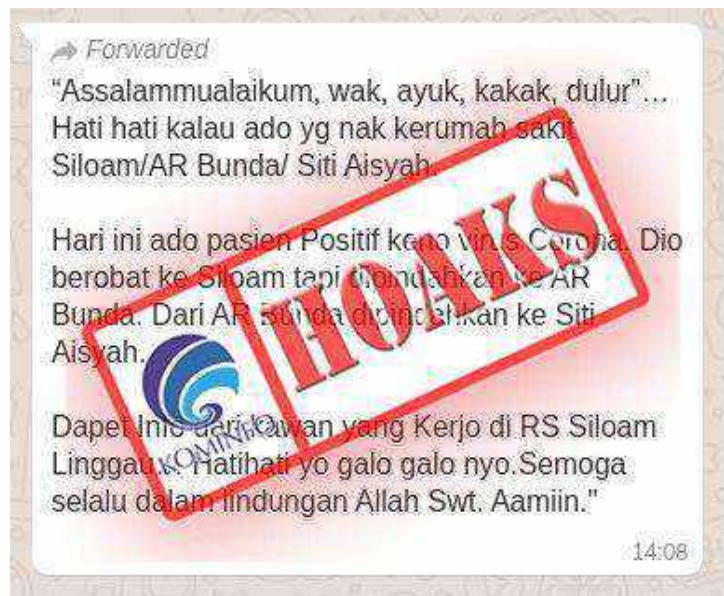 Forwarded
“Assalammualaikum, wak, ayuk, kakak, dulur”...
Hati hati kalau ado yg nak kerumah sakit
Siloam/AR Bunda/ Siti Aisyah.
Hari ini ado pasien Positif keno virus Corona. Dio
berobat ke Siloam tapi dipindahkan ke AR
Bunda. Dari AR Bunda dipindahkan ke Siti
Aisyah.
HOAKS
KOMINFO
Dapet Info dari kawan yang Kerjo di RS Siloam
Linggau. Hatihati yo galo galo nyo.Semoga
selalu dalam lindungan Allah Swt. Aamiin."
14:08